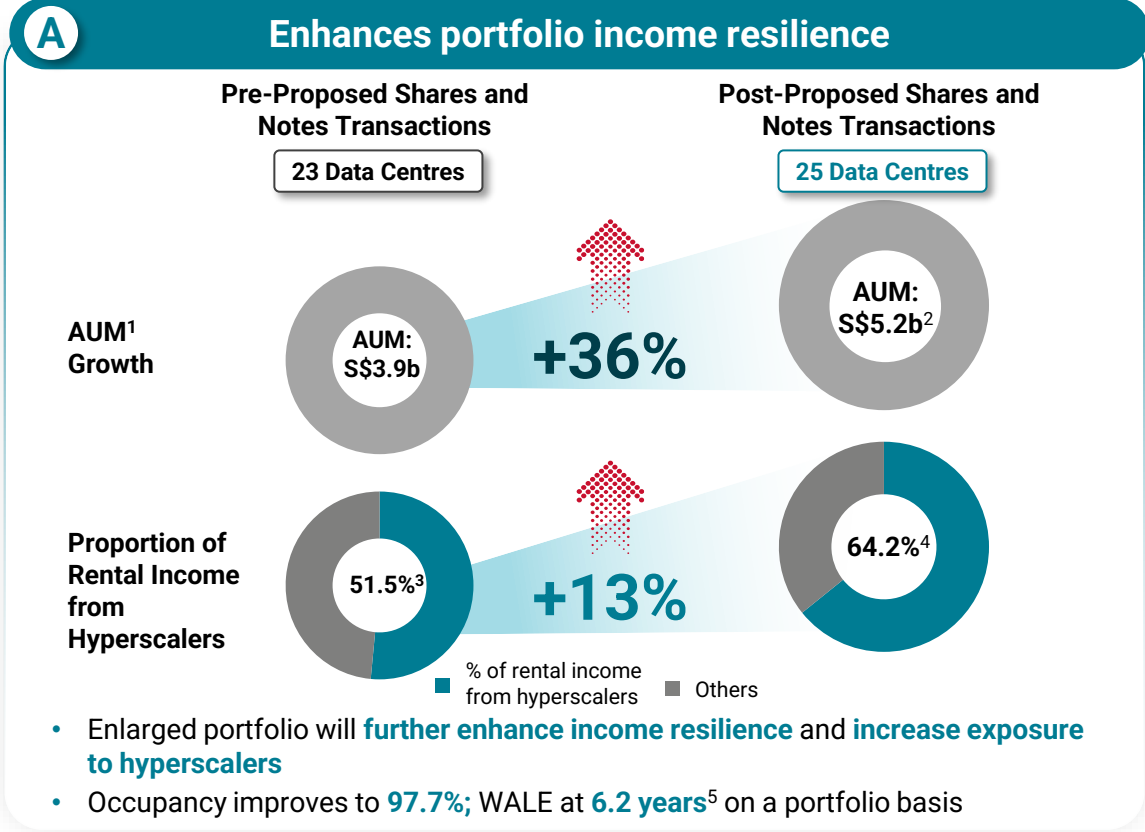 A
Enhances portfolio income resilience
Pre-Proposed Shares and
Notes Transactions
23 Data Centres
Post-Proposed Shares and
Notes Transactions
25 Data Centres
AUM¹
Growth
AUM:
S$3.9b
+36%
AUM:
S$5.2b²
Proportion of
Rental Income
from
Hyperscalers
51.5%³
+13%
64.2%⁴
% of rental income
from hyperscalers
Others
• Enlarged portfolio will further enhance income resilience and increase exposure
to hyperscalers
• Occupancy improves to 97.7%; WALE at 6.2 years⁵ on a portfolio basis